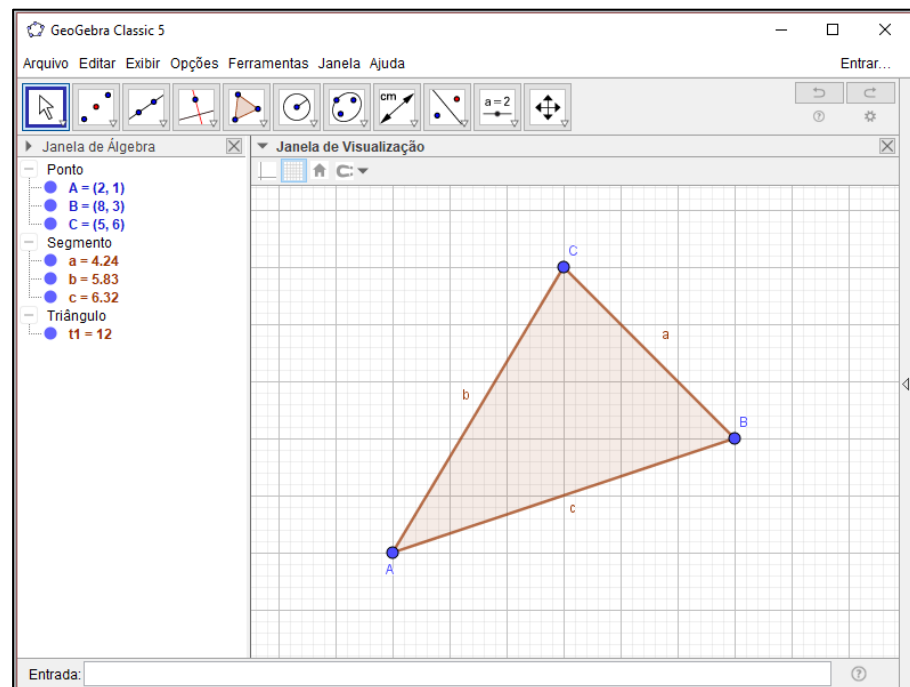 GeoGebra Classic 5
Arquivo Editar Exibir Opções Ferramentas Janela Ajuda Entrar...
cm
a = 2
Janela de Álgebra
Janela de Visualização
Ponto
A = (2, 1)
B = (8, 3)
C = (5, 6)
Segmento
a = 4.24
b = 5.83
c = 6.32
Triângulo
t1 = 12
C
a
b
B
c
A
Entrada: